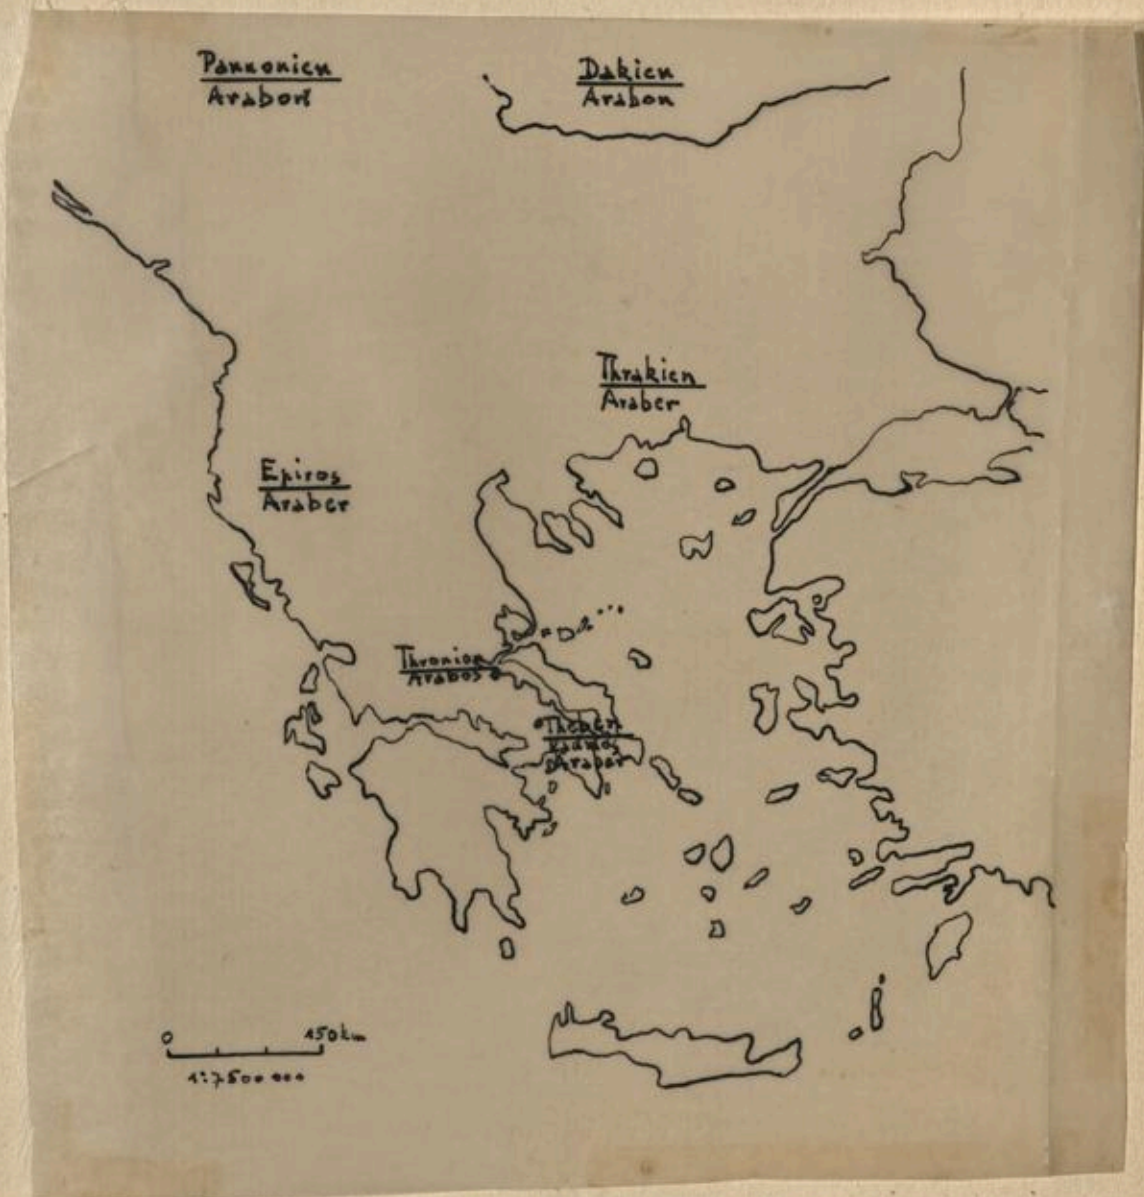 Pannonien
Arabon
Dakien
Arabon
Thrakien
Araber
Epiros
Araber
Thronion
Arabos
Theben
Kadmos
Araber
0 150 km
1:7500 000